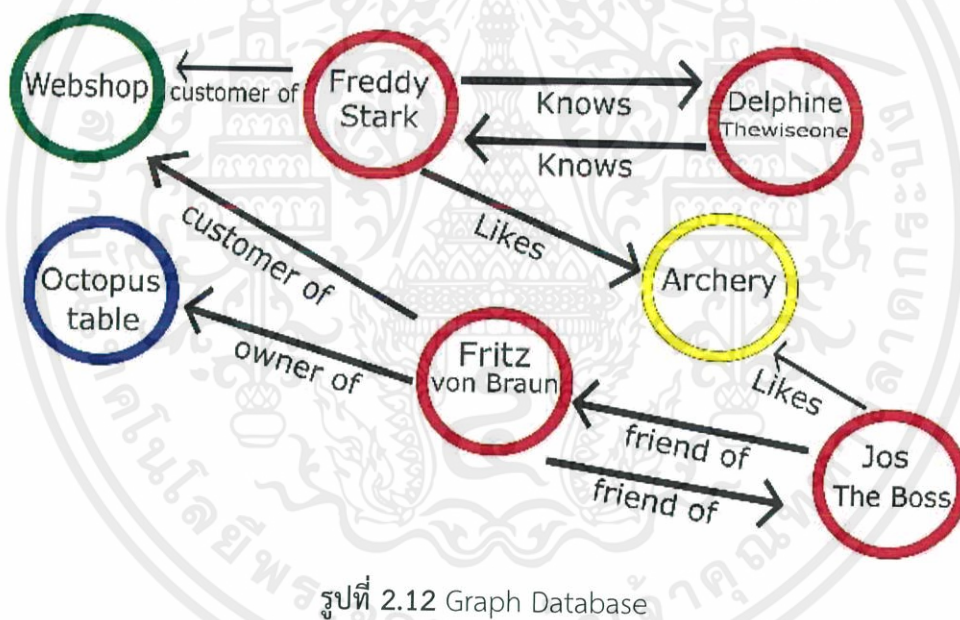 Webshop
customer of
Freddy
Stark
Knows
Knows
Delphine
Thewiseone
customer of
Likes
Archery
Octopus
table
owner of
Fritz
von Braun
Likes
friend of
friend of
Jos
The Boss
รูปที่ 2.12 Graph Database